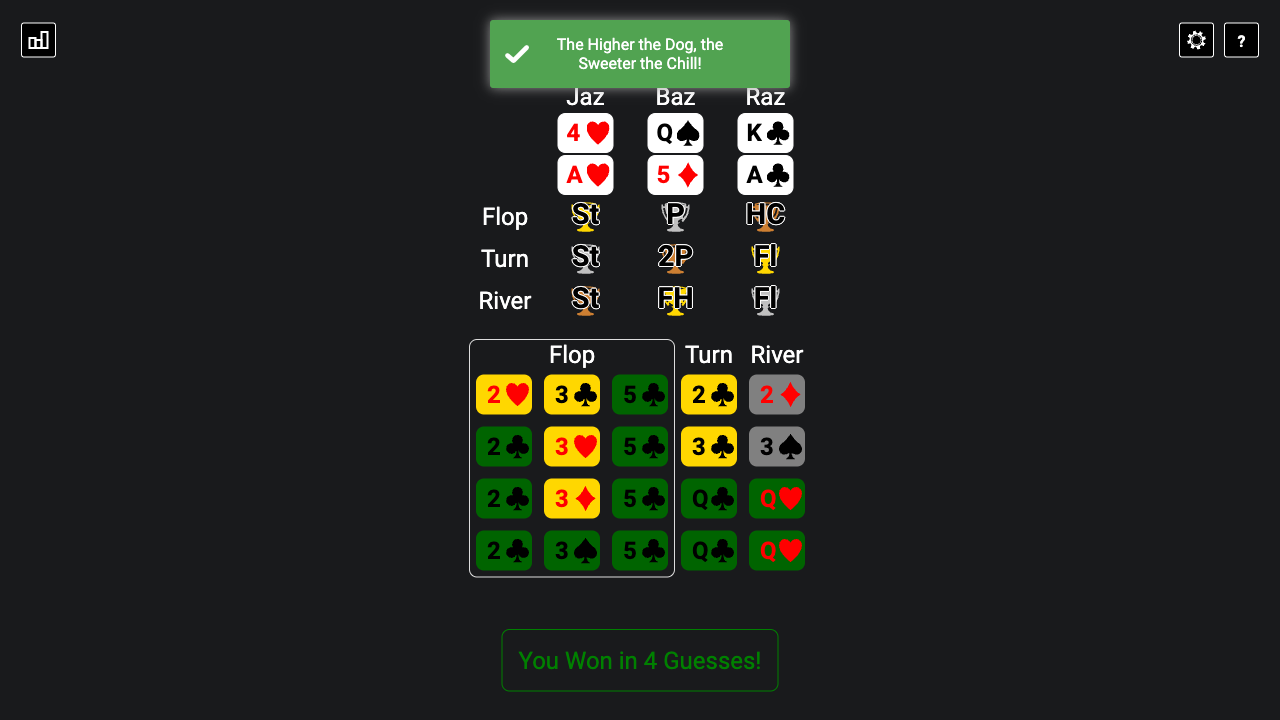 The Higher the Dog, the
Sweeter the Chill!
?
Jaz Baz Raz
4 Q K
A 5 A
Flop St P HC
Turn St 2P Fl
River St FH Fl
Flop Turn River
2 3 5 2 2
2 3 5 3 3
2 3 5 Q Q
2 3 5 Q Q
You Won in 4 Guesses!